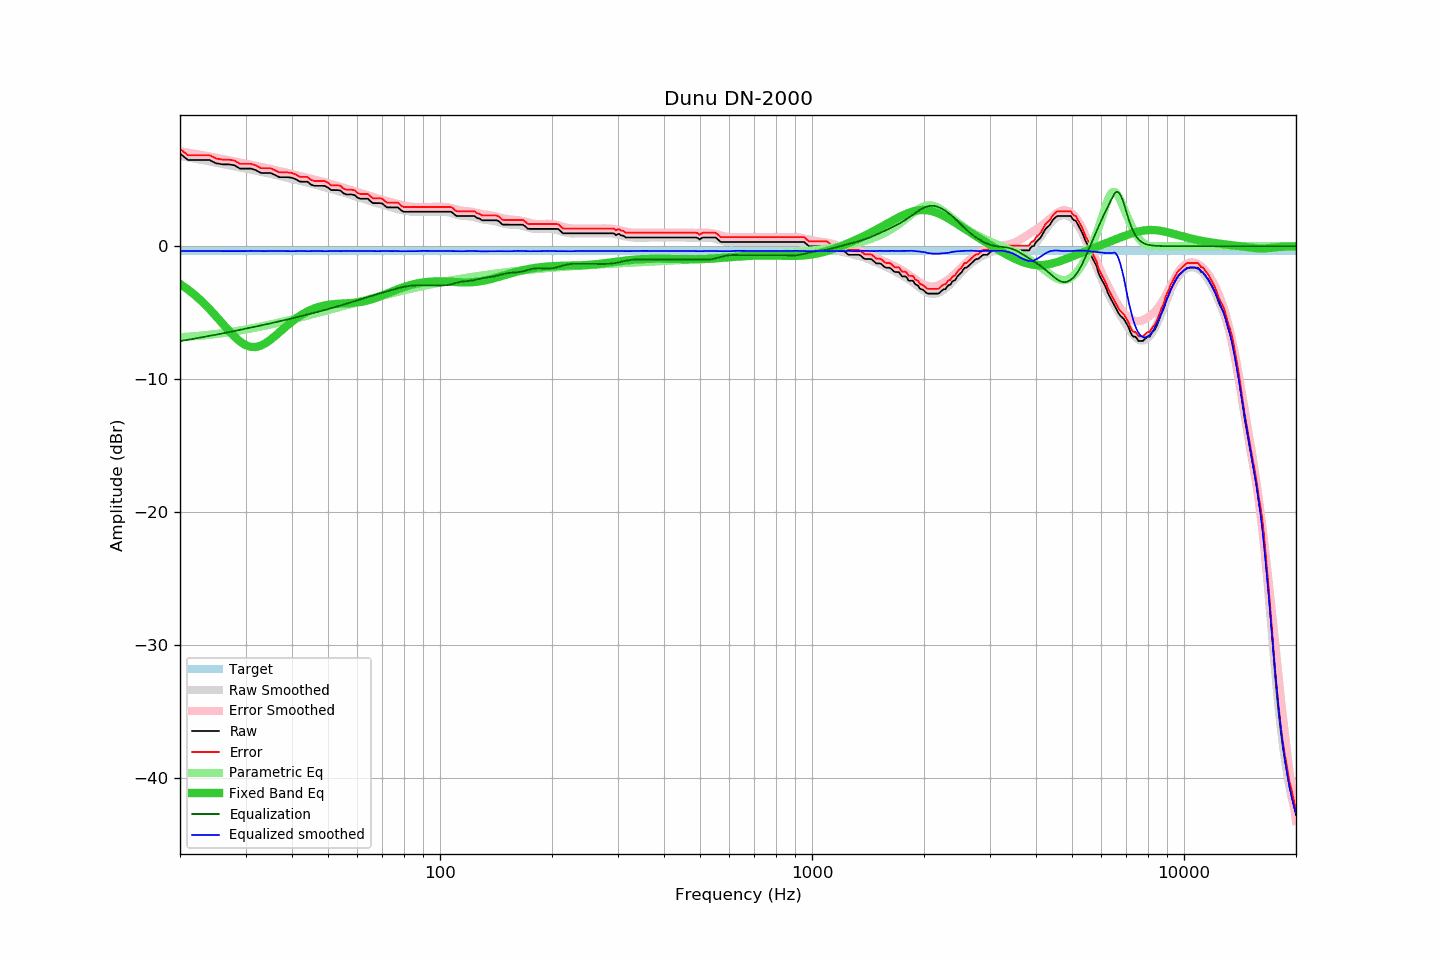 Dunu DN-2000
Amplitude (dBr)
0
−10
−20
−30
−40
Target
Raw Smoothed
Error Smoothed
Raw
Error
Parametric Eq
Fixed Band Eq
Equalization
Equalized smoothed
100 1000 10000
Frequency (Hz)